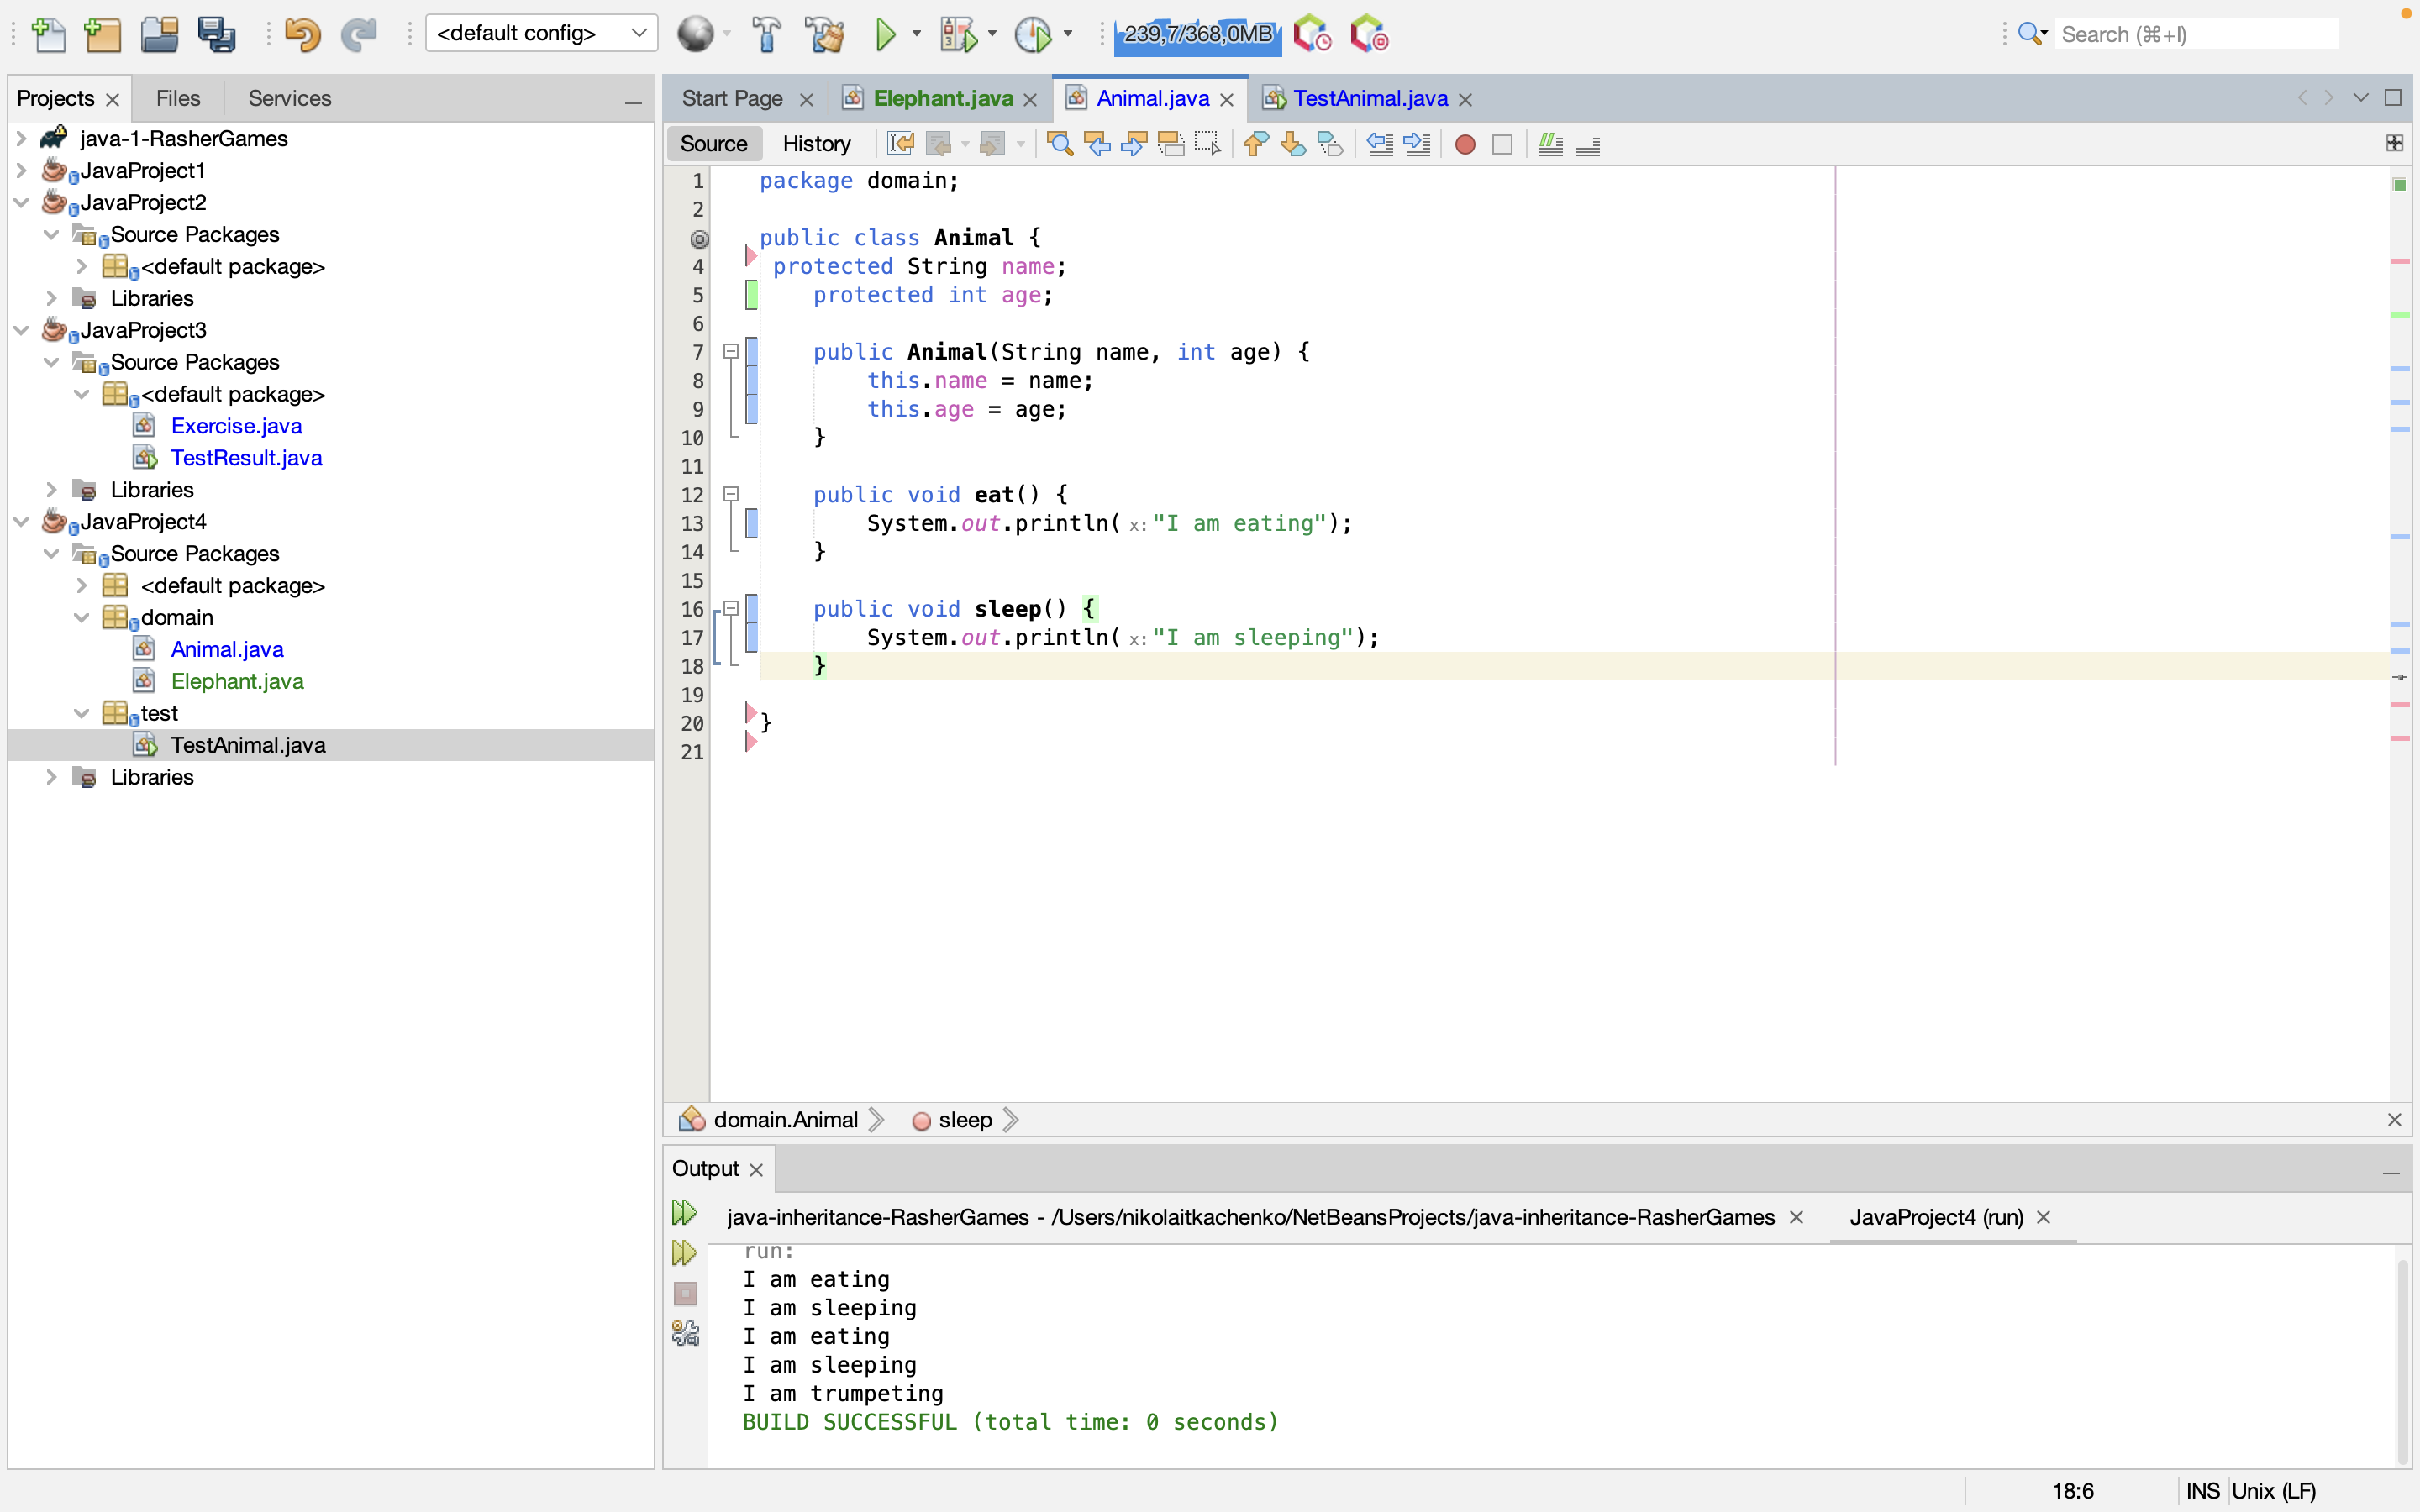 <default config>
239,7/368,0MB
Search (⌘+I)
Projects
Files
Services
java-1-RasherGames
JavaProject1
JavaProject2
Source Packages
<default package>
Libraries
JavaProject3
Source Packages
<default package>
Exercise.java
TestResult.java
Libraries
JavaProject4
Source Packages
<default package>
domain
Animal.java
Elephant.java
test
TestAnimal.java
Libraries
Start Page
Elephant.java
Animal.java
TestAnimal.java
Source
History
1 package domain;
2
public class Animal {
4 protected String name;
5 protected int age;
6
7 public Animal(String name, int age) {
8 this.name = name;
9 this.age = age;
10 }
11
12 public void eat() {
13 System.out.println( x: "I am eating");
14 }
15
16 public void sleep() {
17 System.out.println( x: "I am sleeping");
18 }
19
20 }
21
domain.Animal
sleep
Output
java-inheritance-RasherGames - /Users/nikolaitkachenko/NetBeansProjects/java-inheritance-RasherGames
JavaProject4 (run)
run:
I am eating
I am sleeping
I am eating
I am sleeping
I am trumpeting
BUILD SUCCESSFUL (total time: 0 seconds)
18:6
INS
Unix (LF)